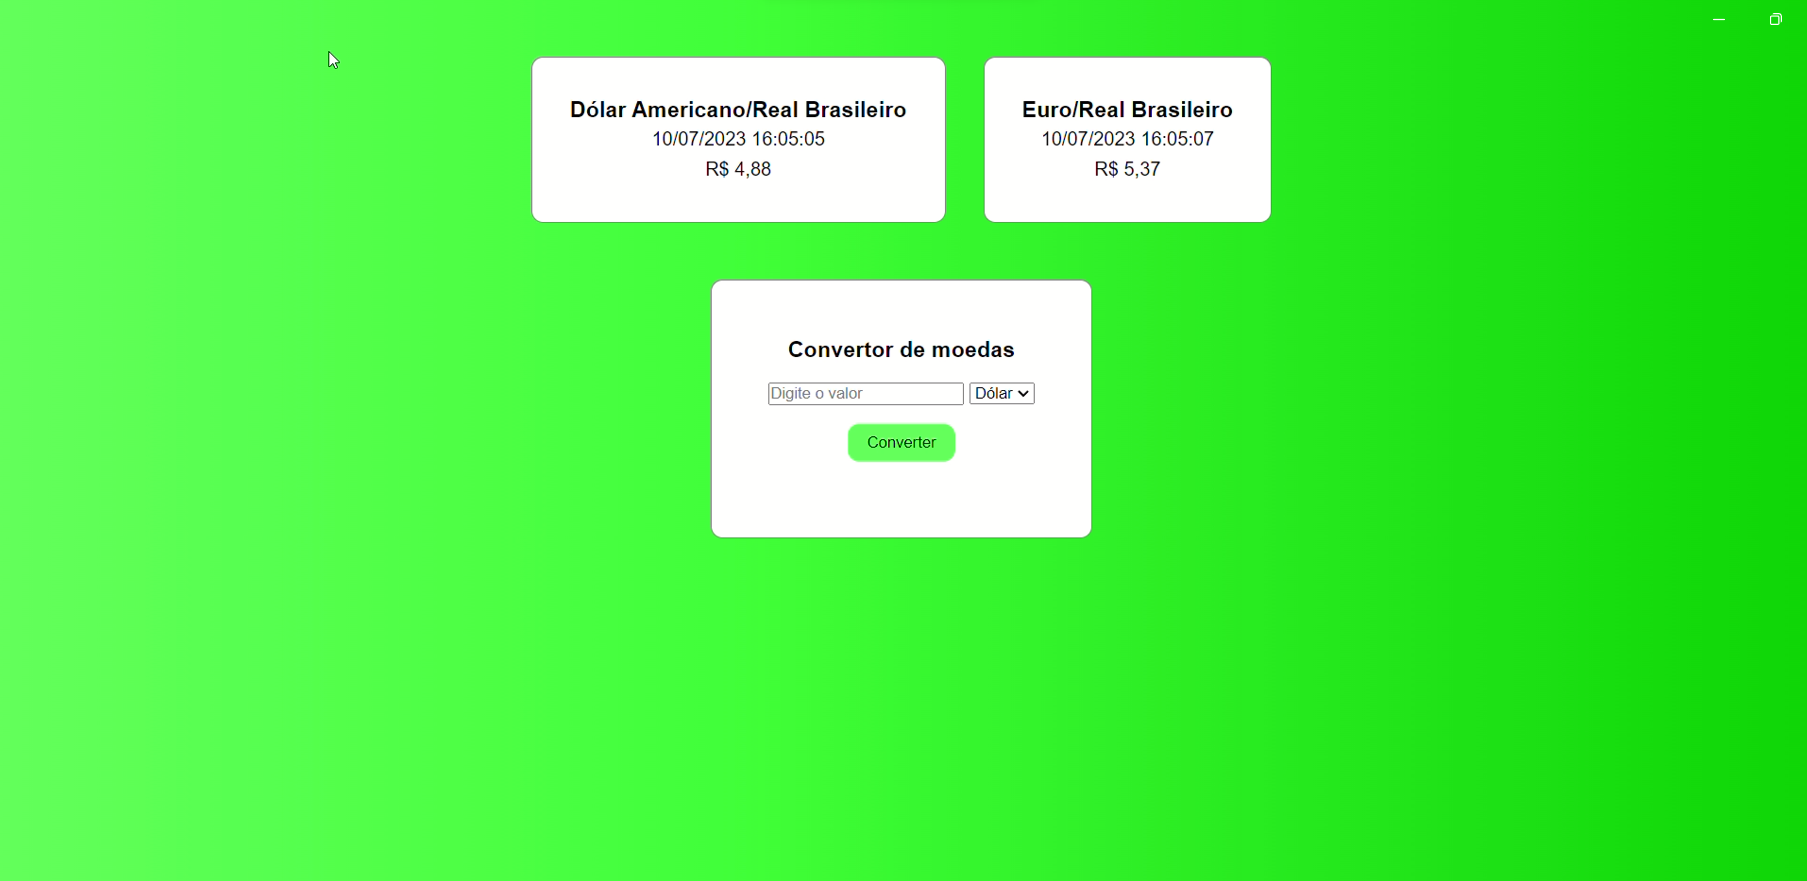 Dólar Americano/Real Brasileiro
10/07/2023 16:05:05
R$ 4,88
Euro/Real Brasileiro
10/07/2023 16:05:07
R$ 5,37
Convertor de moedas
Digite o valor
Dólar
Converter